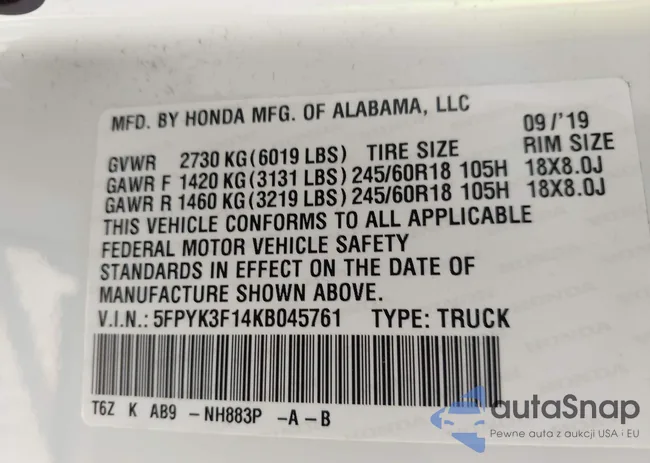 MFD. BY HONDA MFG. OF ALABAMA, LLC 09/'19
GVWR 2730 KG(6019 LBS) TIRE SIZE RIM SIZE
GAWR F 1420 KG(3131 LBS) 245/60R18 105H 18X8.0J
GAWR R 1460 KG(3219 LBS) 245/60R18 105H 18X8.0J
THIS VEHICLE CONFORMS TO ALL APPLICABLE
FEDERAL MOTOR VEHICLE SAFETY
STANDARDS IN EFFECT ON THE DATE OF
MANUFACTURE SHOWN ABOVE.
V.I.N.: 5FPYK3F14KB045761 TYPE: TRUCK
T6Z K AB9 -NH883P -A-B
autaSnap
Pewne auta z aukcji USA i EU